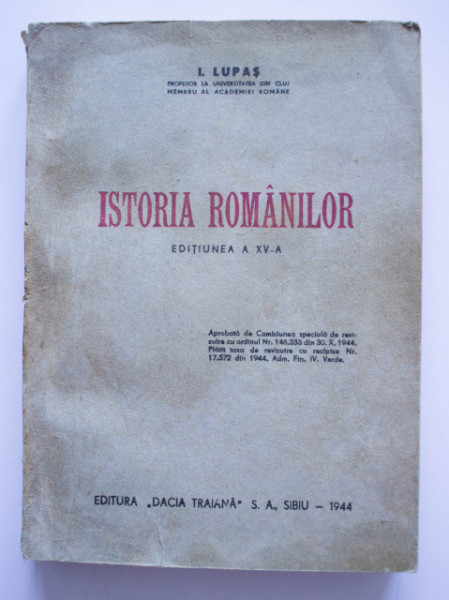 I. LUPAȘ
PROFESOR LA UNIVERSITATEA DIN CLUJ
MEMBRU AL ACADEMIEI ROMÂNE
ISTORIA ROMÂNILOR
EDIȚIUNEA A XV-A
Aprobată de Comisiunea specială de revi-
zuire cu ordinul Nr. 146.333 din 30. X. 1944.
Plătit taxa de revizuire cu recipisa Nr.
17.572 din 1944. Adm. Fin. IV. Verde.
EDITURA „DACIA TRAIANĂ" S. A., SIBIU — 1944